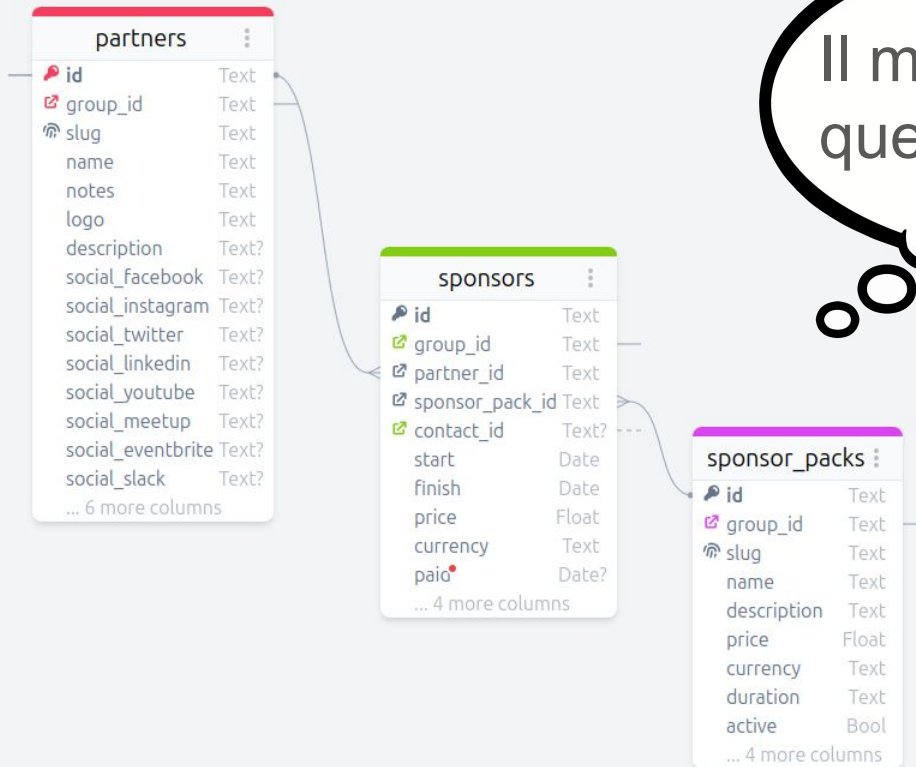 partners
id Text
group_id Text
slug Text
name Text
notes Text
logo Text
description Text?
social_facebook Text?
social_instagram Text?
social_twitter Text?
social_linkedin Text?
social_youtube Text?
social_meetup Text?
social_eventbrite Text?
social_slack Text?
... 6 more columns
sponsors
id Text
group_id Text
partner_id Text
sponsor_pack_id Text
contact_id Text?
start Date
finish Date
price Float
currency Text
paid Date?
... 4 more columns
sponsor_packs
id Text
group_id Text
slug Text
name Text
description Text
price Float
currency Text
duration Text
active Bool
... 4 more columns
Il m
que